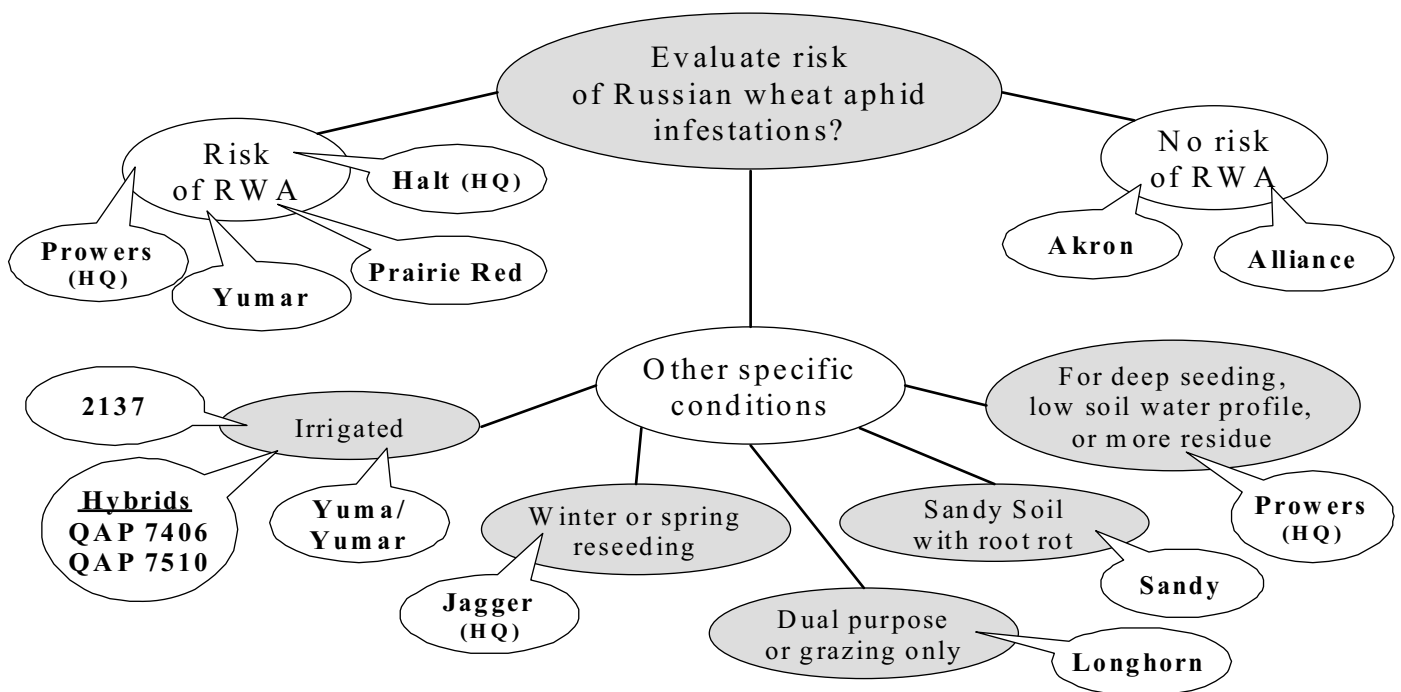 Evaluate risk
of Russian wheat aphid
infestations?
Risk
of RWA
Halt (HQ)
Prowers
(HQ)
Yumar
Prairie Red
No risk
of RWA
Akron
Alliance
Other specific
conditions
2137
Irrigated
Hybrids
QAP 7406
QAP 7510
Yuma/
Yumar
Winter or spring
reseeding
Jagger
(HQ)
Dual purpose
or grazing only
Longhorn
Sandy Soil
with root rot
Sandy
For deep seeding,
low soil water profile,
or more residue
Prowers
(HQ)